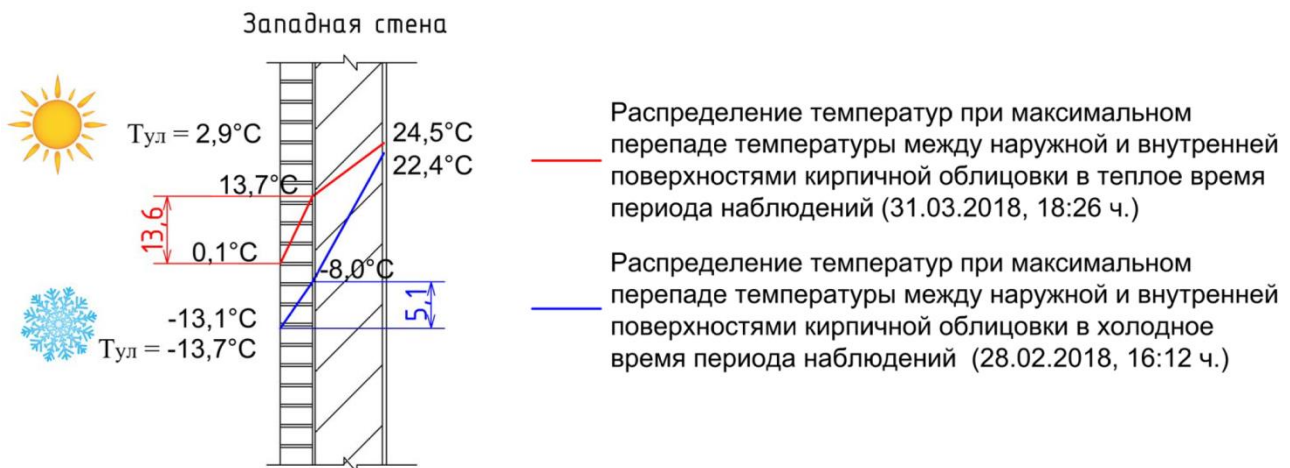 Западная стена
Тул = 2,9°C
24,5°C
22,4°C
13,7°C
13,6
0,1°C
-8,0°C
5,1
-13,1°C
Тул = -13,7°C
Распределение температур при максимальном
перепаде температуры между наружной и внутренней
поверхностями кирпичной облицовки в теплое время
периода наблюдений (31.03.2018, 18:26 ч.)
Распределение температур при максимальном
перепаде температуры между наружной и внутренней
поверхностями кирпичной облицовки в холодное
время периода наблюдений (28.02.2018, 16:12 ч.)